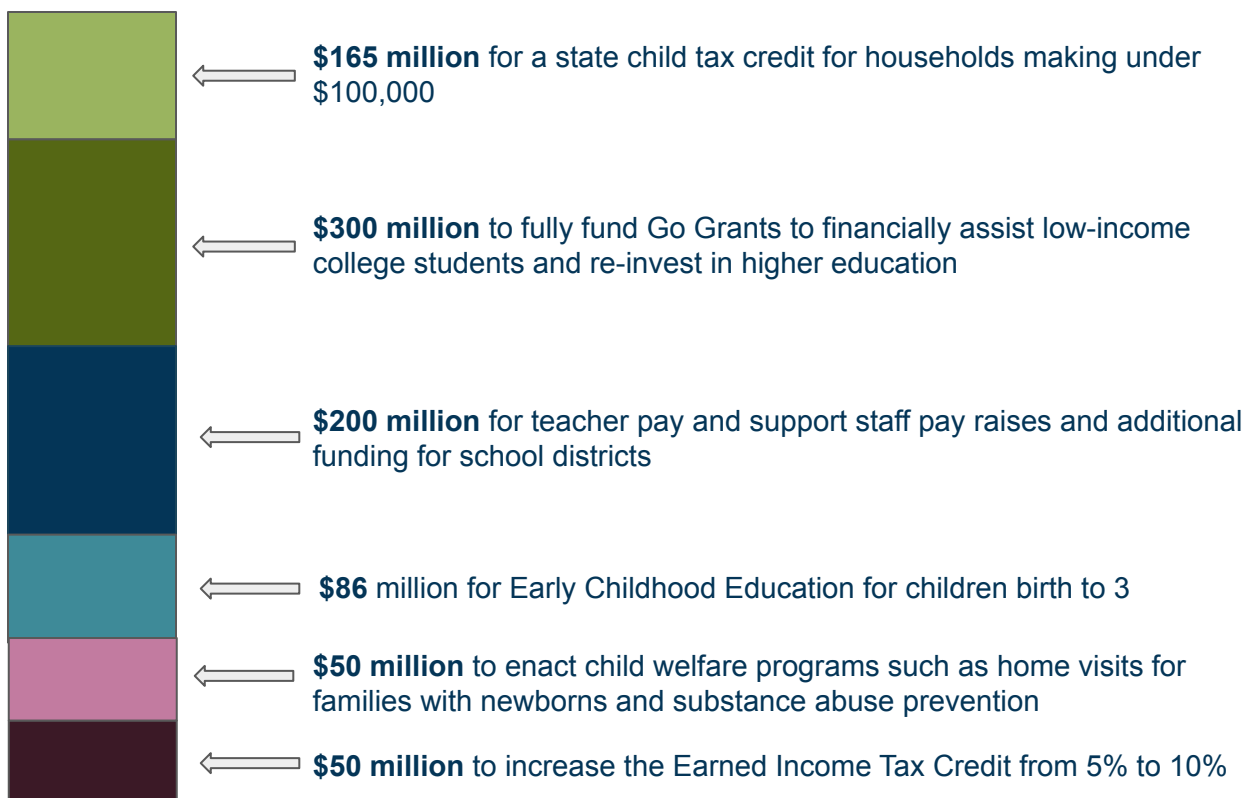 $165 million for a state child tax credit for households making under
$100,000
$300 million to fully fund Go Grants to financially assist low-income
college students and re-invest in higher education
$200 million for teacher pay and support staff pay raises and additional
funding for school districts
$86 million for Early Childhood Education for children birth to 3
$50 million to enact child welfare programs such as home visits for
families with newborns and substance abuse prevention
$50 million to increase the Earned Income Tax Credit from 5% to 10%